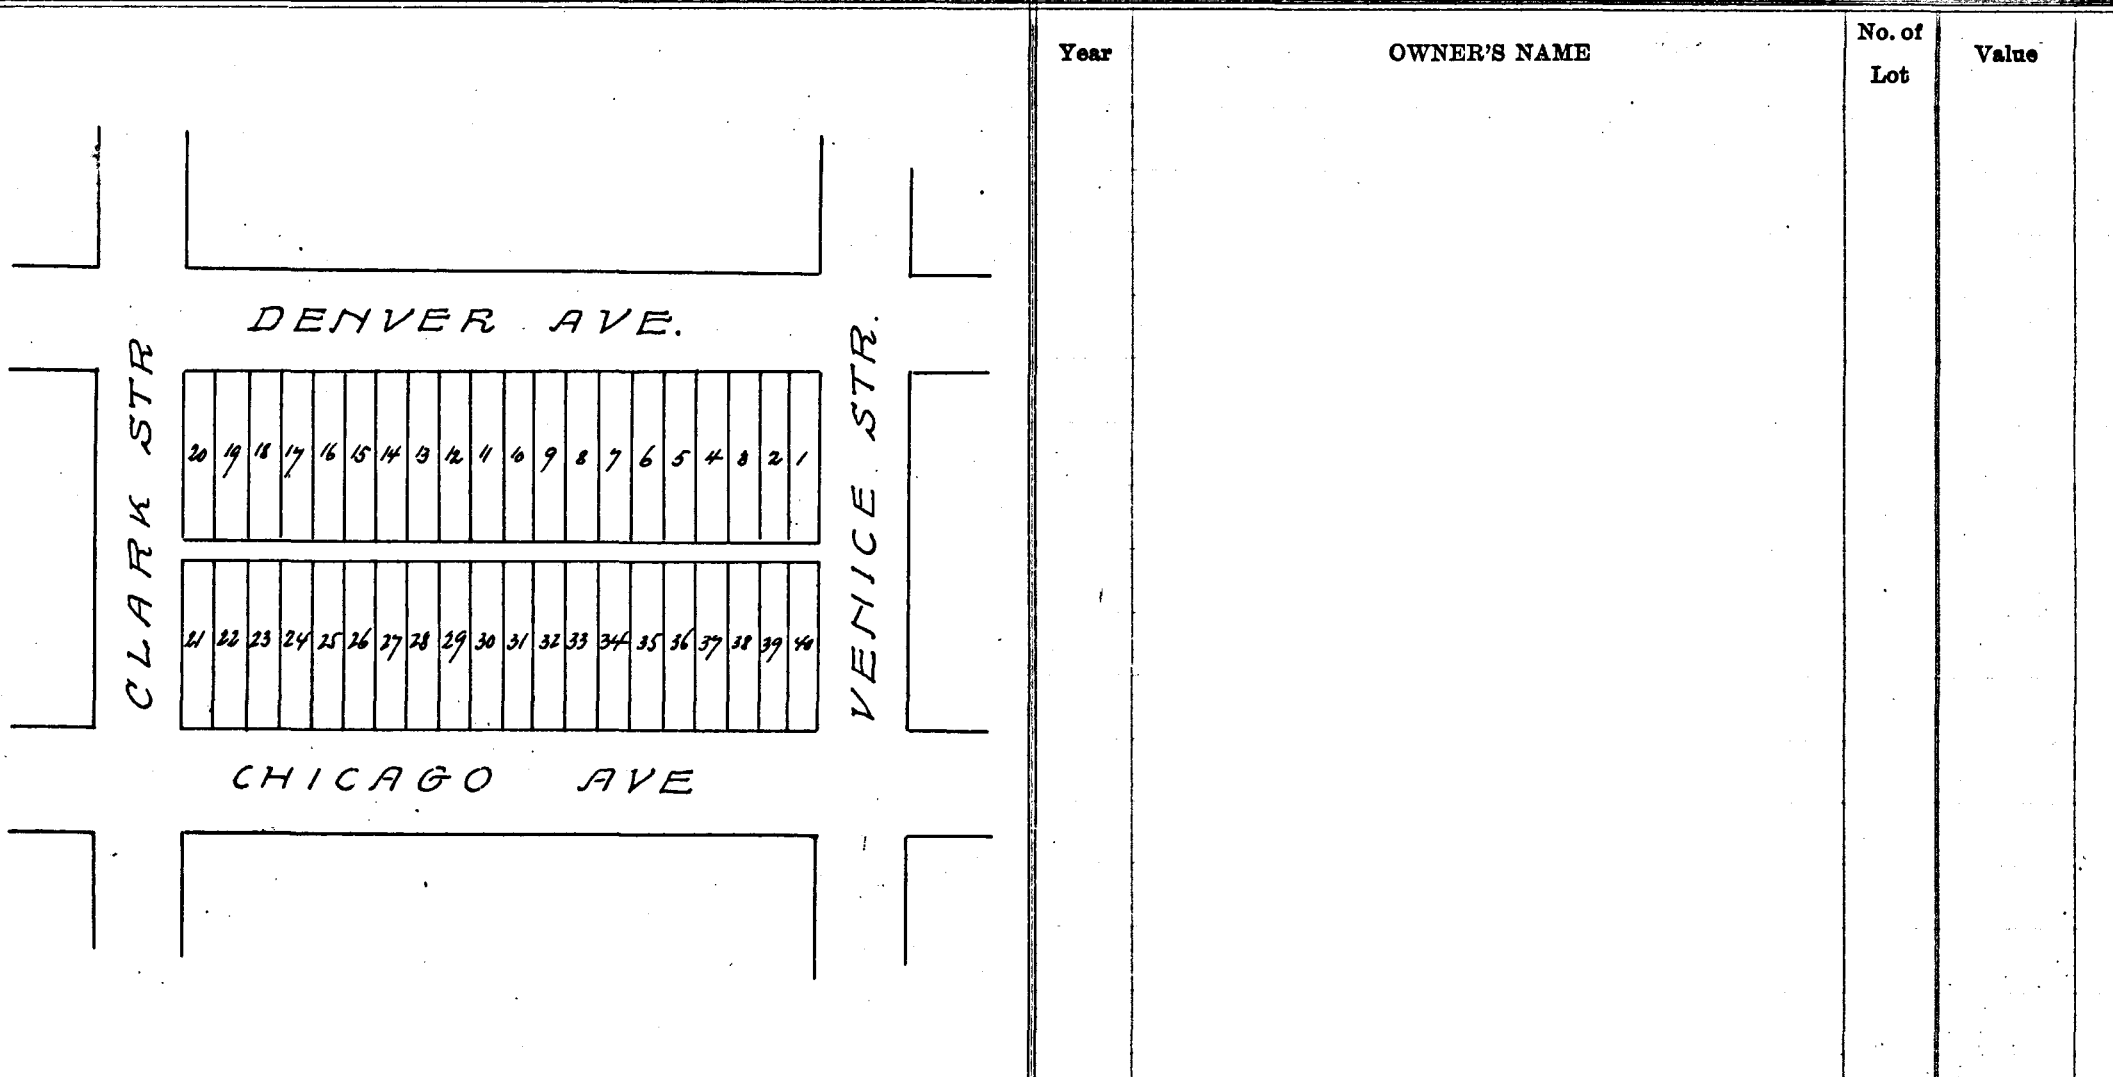 DENVER AVE.
CLARK STR
VENICE STR.
20 19 18 17 16 15 14 13 12 11 10 9 8 7 6 5 4 3 2 1
21 22 23 24 25 26 27 28 29 30 31 32 33 34 35 36 37 38 39 40
CHICAGO AVE
Year
OWNER'S NAME
No. of
Lot
Value